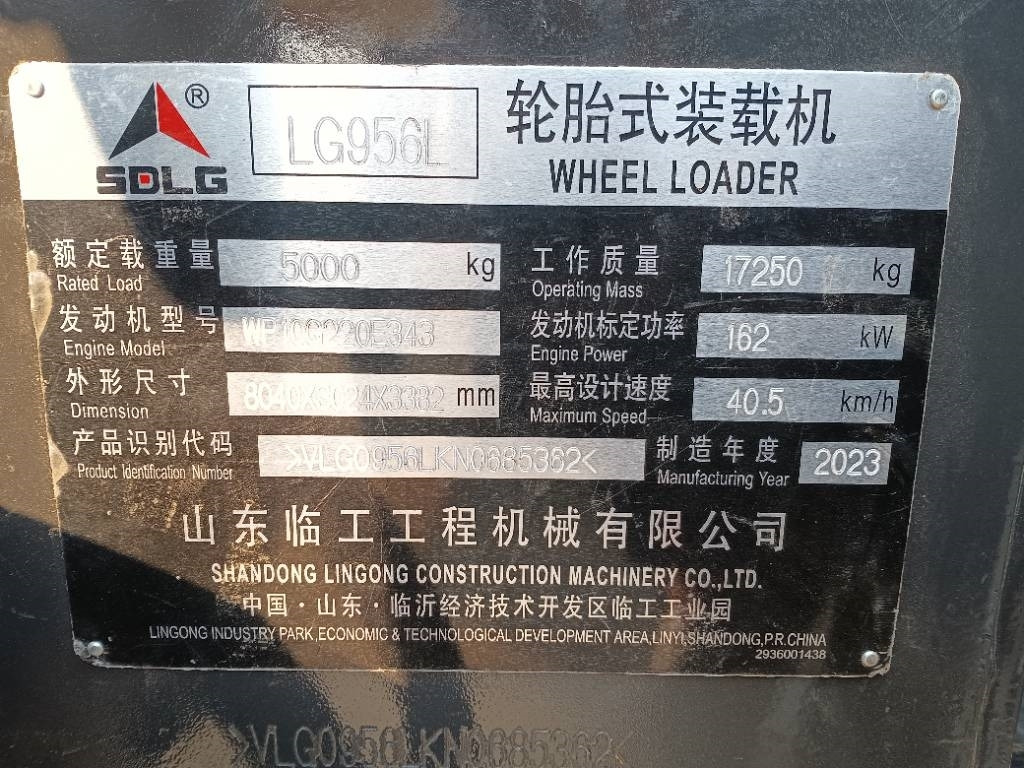 ®
SDLG
LG956L
轮胎式装载机
WHEEL LOADER
额定载重量 5000 kg
Rated Load
工作质量 17250 kg
Operating Mass
发动机型号 WP10G220E343
Engine Model
发动机标定功率 162 kW
Engine Power
外形尺寸 mm
Dimension
最高设计速度 40.5 km/h
Maximum Speed
产品识别代码 >VLG0956LKN0685362<
Product Identification Number
制造年度 2023
Manufacturing Year
山东临工工程机械有限公司
SHANDONG LINGONG CONSTRUCTION MACHINERY CO.,LTD.
中国·山东·临沂经济技术开发区临工工业园
LINGONG INDUSTRY PARK,ECONOMIC & TECHNOLOGICAL DEVELOPMENT AREA,LINYI,SHANDONG,P.R.CHINA
2936001438
>VLG0956LKN0685362<